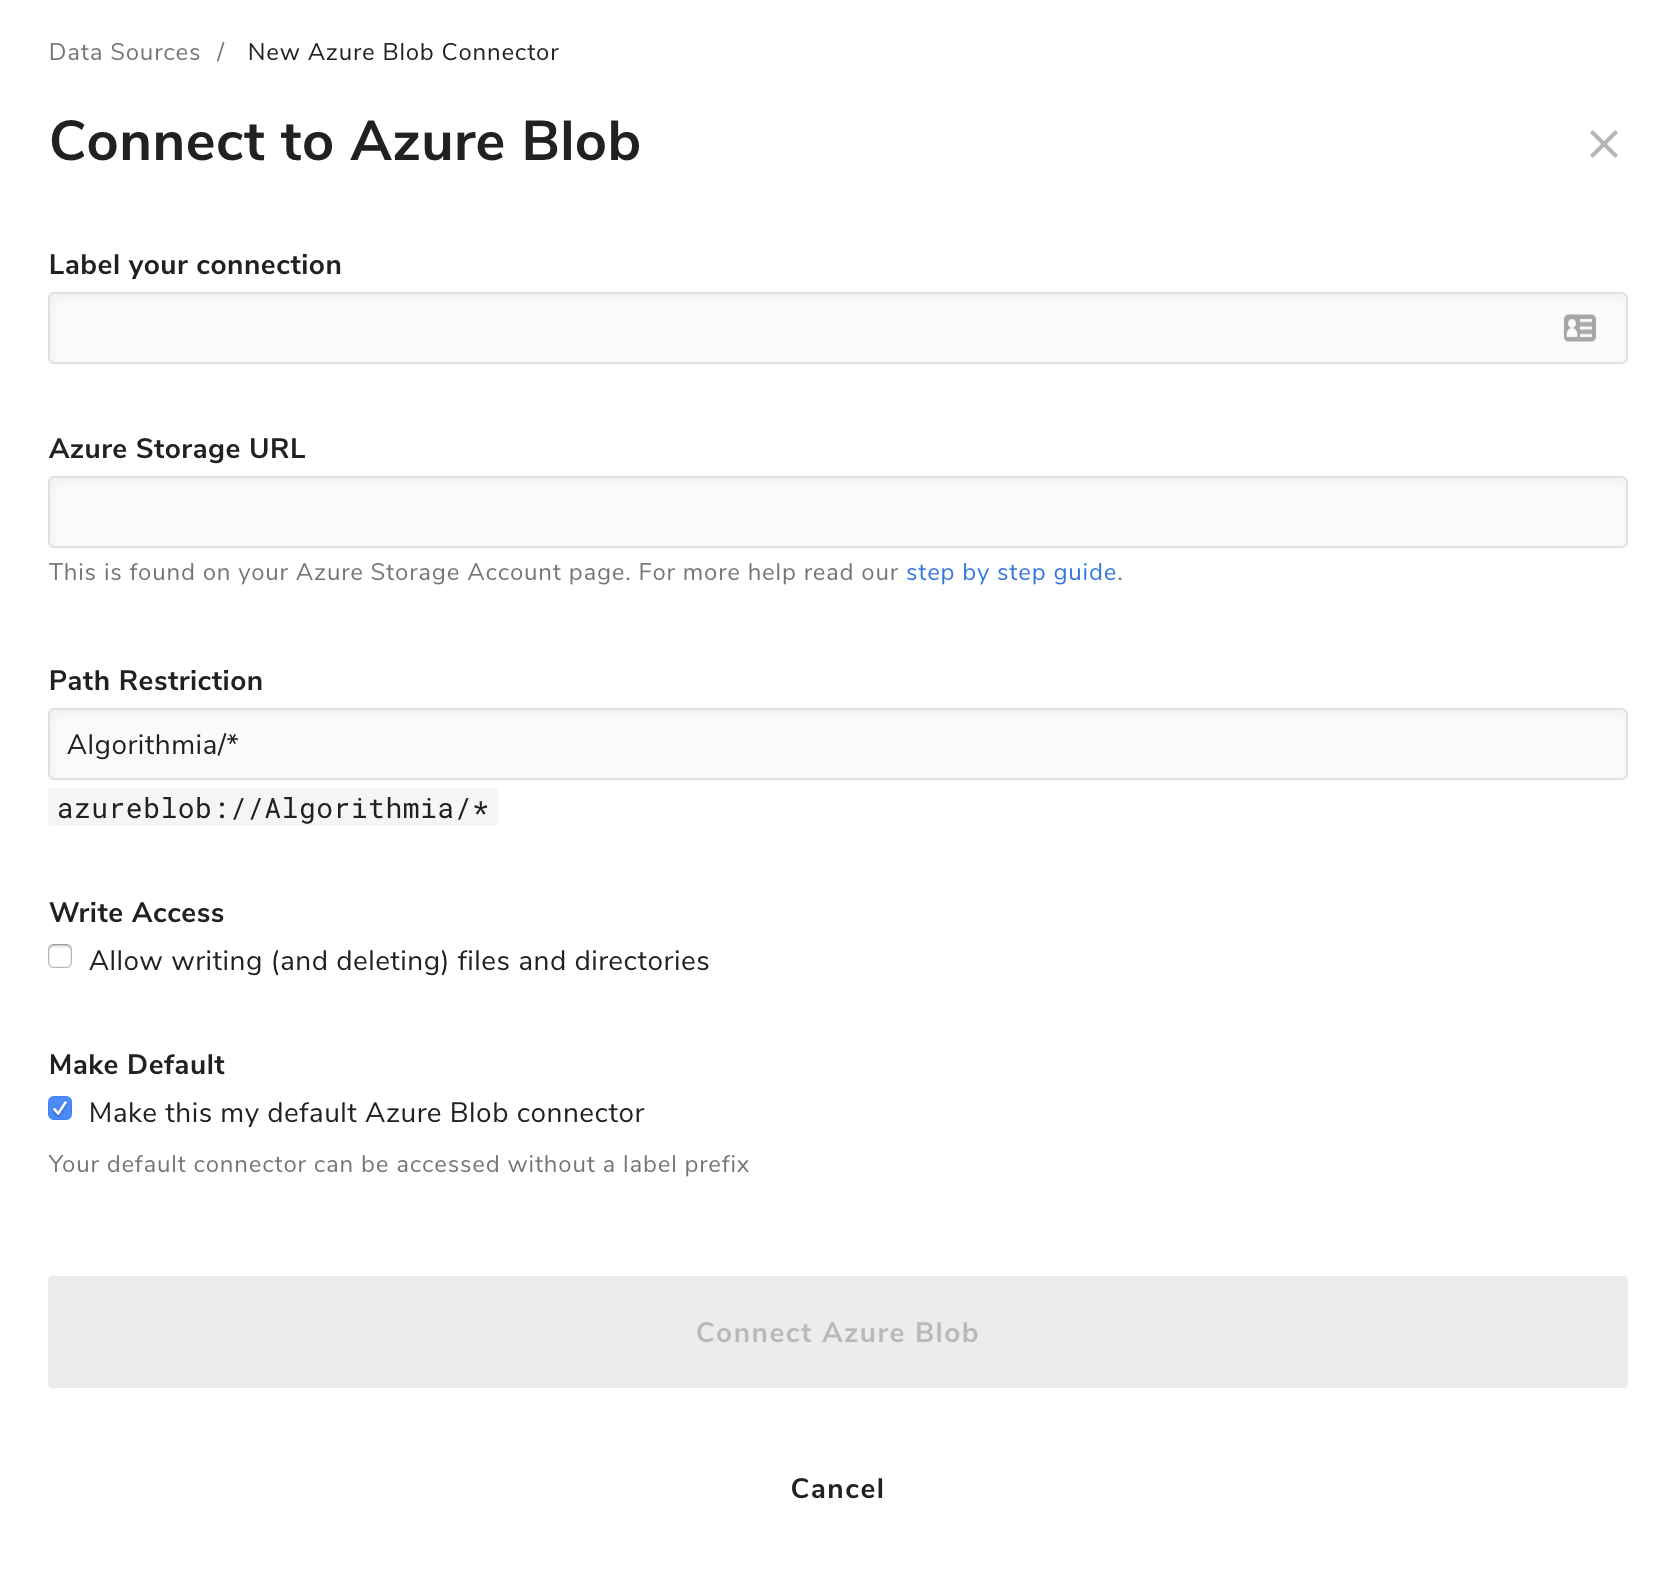 Data Sources / New Azure Blob Connector
Connect to Azure Blob
Label your connection
Azure Storage URL
This is found on your Azure Storage Account page. For more help read our step by step guide.
Path Restriction
Algorithmia/*
azureblob://Algorithmia/*
Write Access
Allow writing (and deleting) files and directories
Make Default
Make this my default Azure Blob connector
Your default connector can be accessed without a label prefix
Connect Azure Blob
Cancel